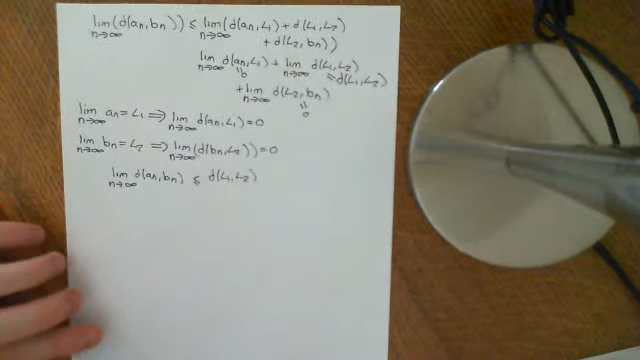 lim n→∞ (d(an, bn)) ≤ lim n→∞ (d(an, L1) + d(L1, L2)
+ d(L2, bn))
lim n→∞ d(an, L1) + lim n→∞ d(L1, L2)
= 0 = d(L1, L2)
+ lim n→∞ d(L2, bn)
= 0
lim n→∞ an = L1 ⟹ lim n→∞ d(an, L1) = 0
lim n→∞ bn = L2 ⟹ lim n→∞ (d(bn, L2)) = 0
lim n→∞ d(an, bn) ≤ d(L1, L2)